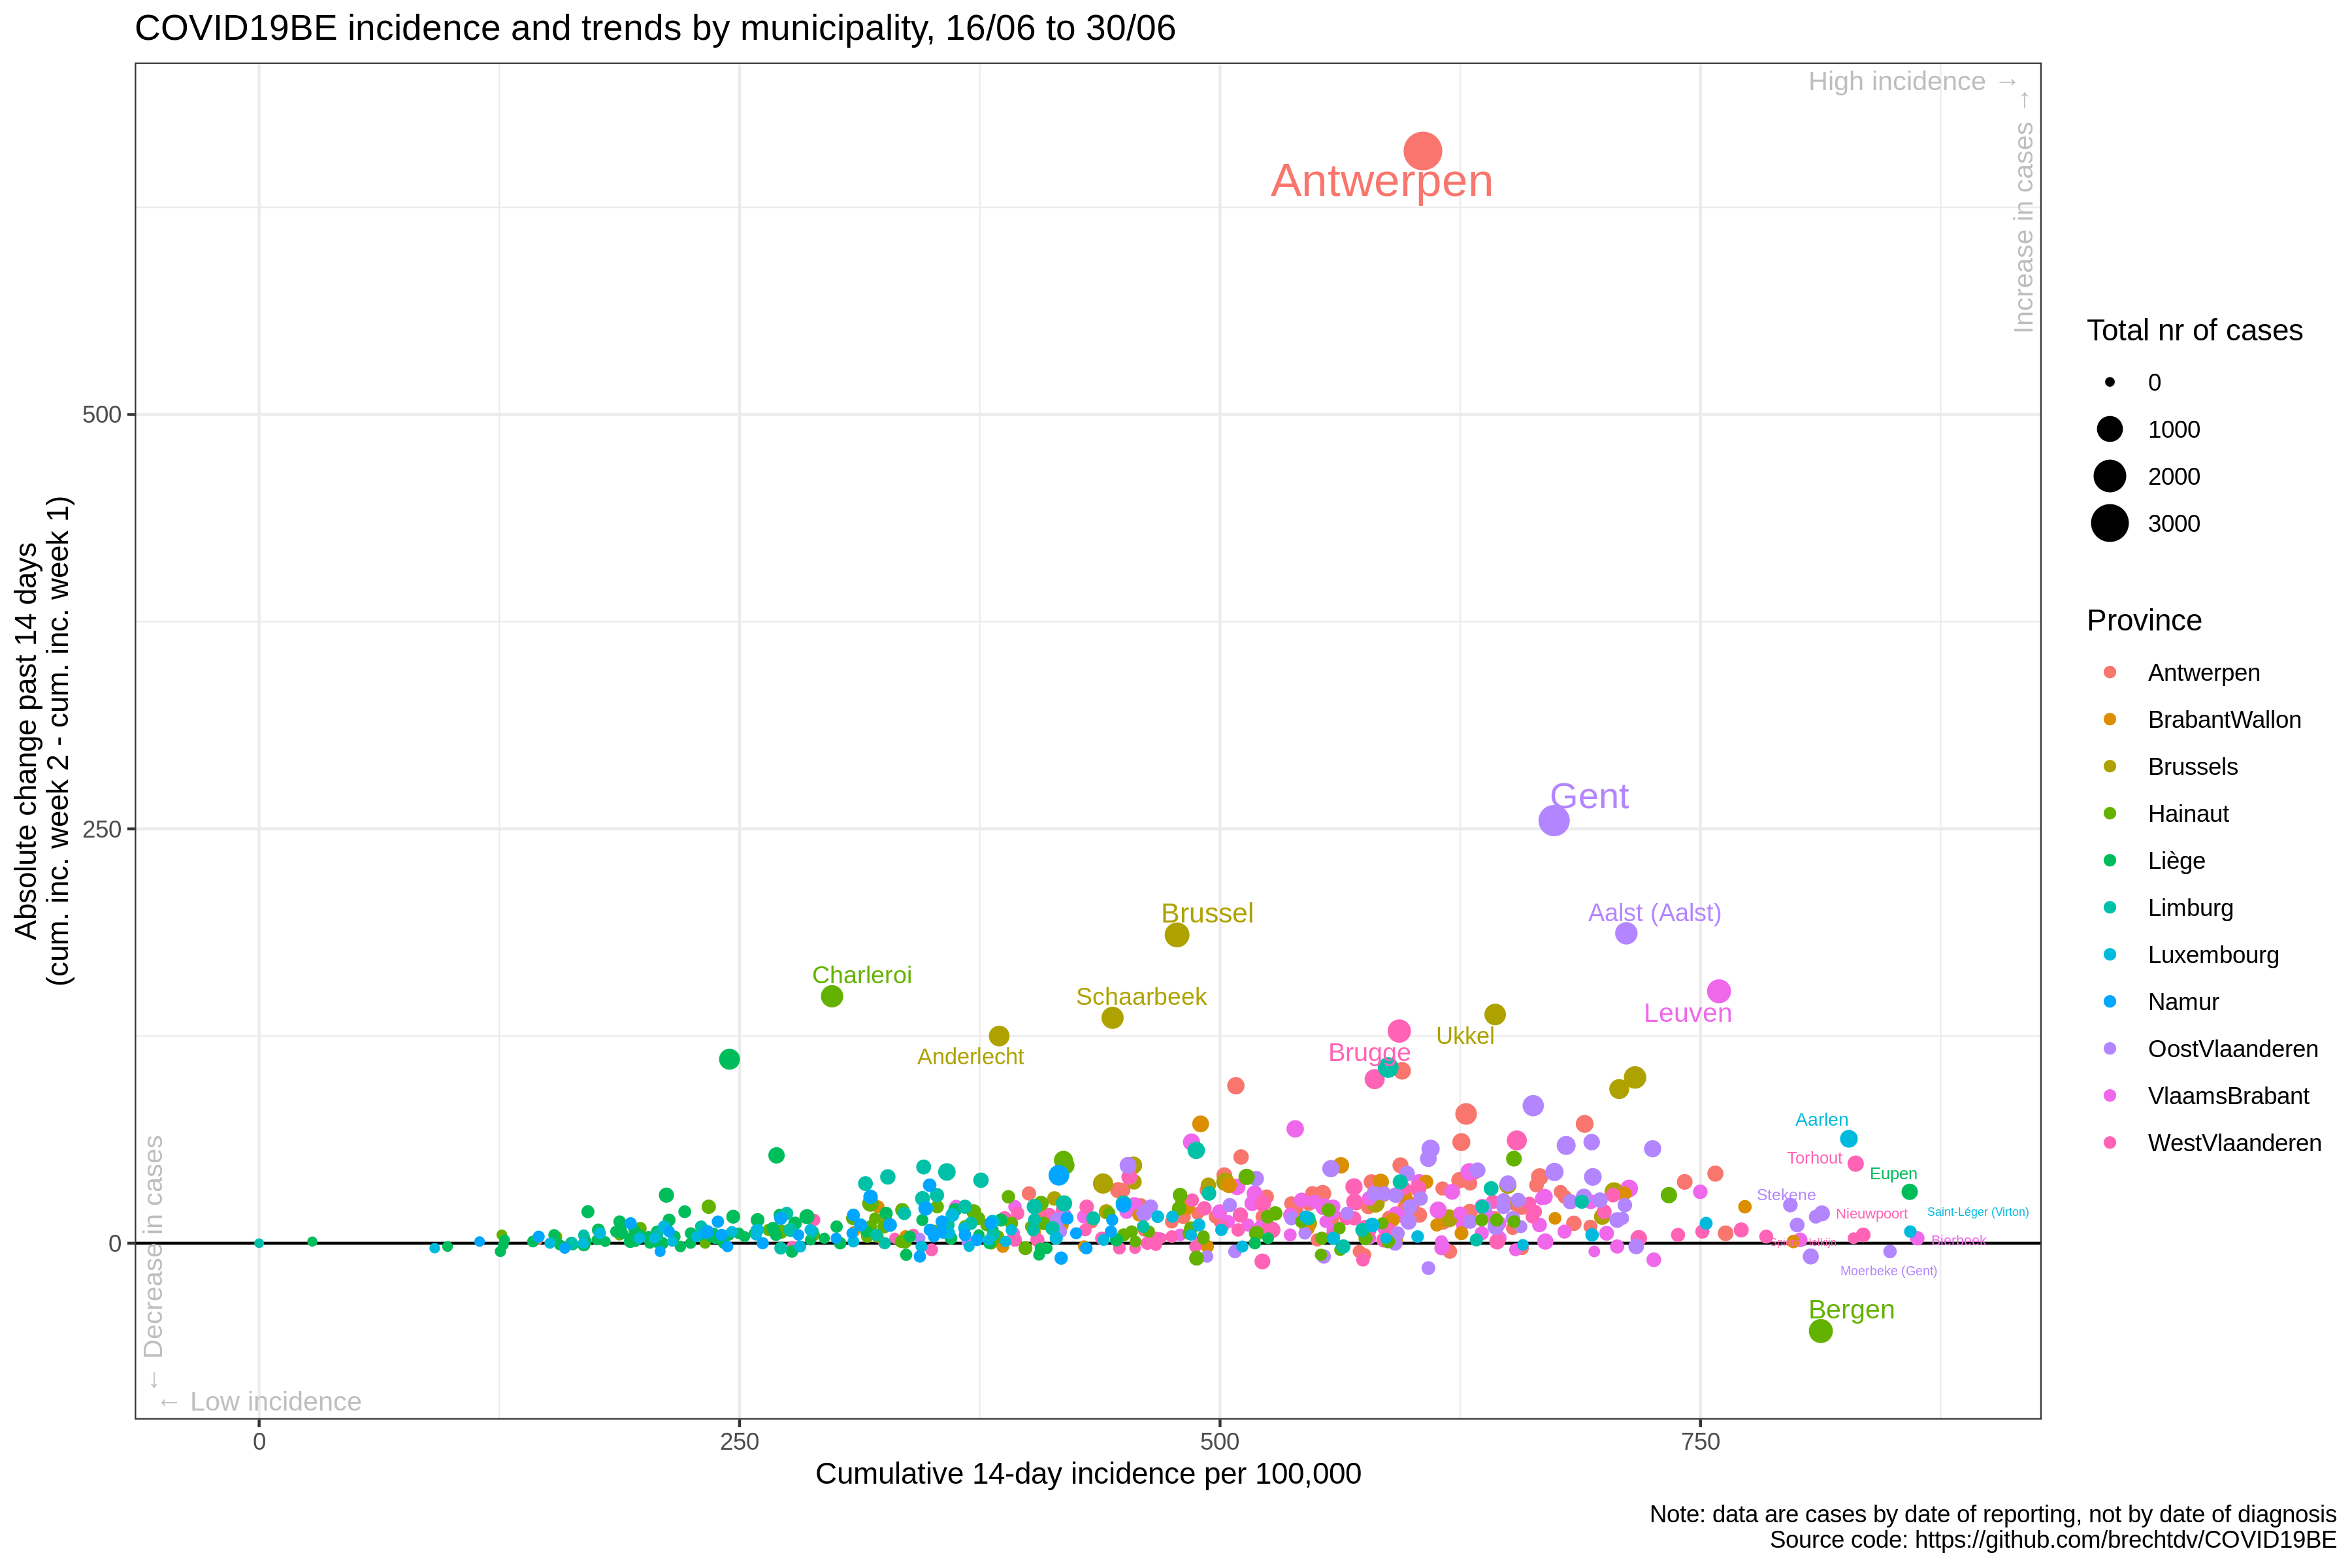 COVID19BE incidence and trends by municipality, 16/06 to 30/06
High incidence →
Increase in cases →
Antwerpen
Gent
Brussel
Aalst (Aalst)
Charleroi
Schaarbeek
Leuven
Ukkel
Anderlecht
Brugge
Aarlen
Torhout
Eupen
Stekene
Nieuwpoort
Saint-Léger (Virton)
Bierbeek
Moerbeke (Gent)
Bergen
← Decrease in cases
← Low incidence
500
250
0
Absolute change past 14 days
(cum. inc. week 2 - cum. inc. week 1)
0
250
500
750
Cumulative 14-day incidence per 100,000
Total nr of cases
0
1000
2000
3000
Province
Antwerpen
BrabantWallon
Brussels
Hainaut
Liège
Limburg
Luxembourg
Namur
OostVlaanderen
VlaamsBrabant
WestVlaanderen
Note: data are cases by date of reporting, not by date of diagnosis
Source code: https://github.com/brechtdv/COVID19BE